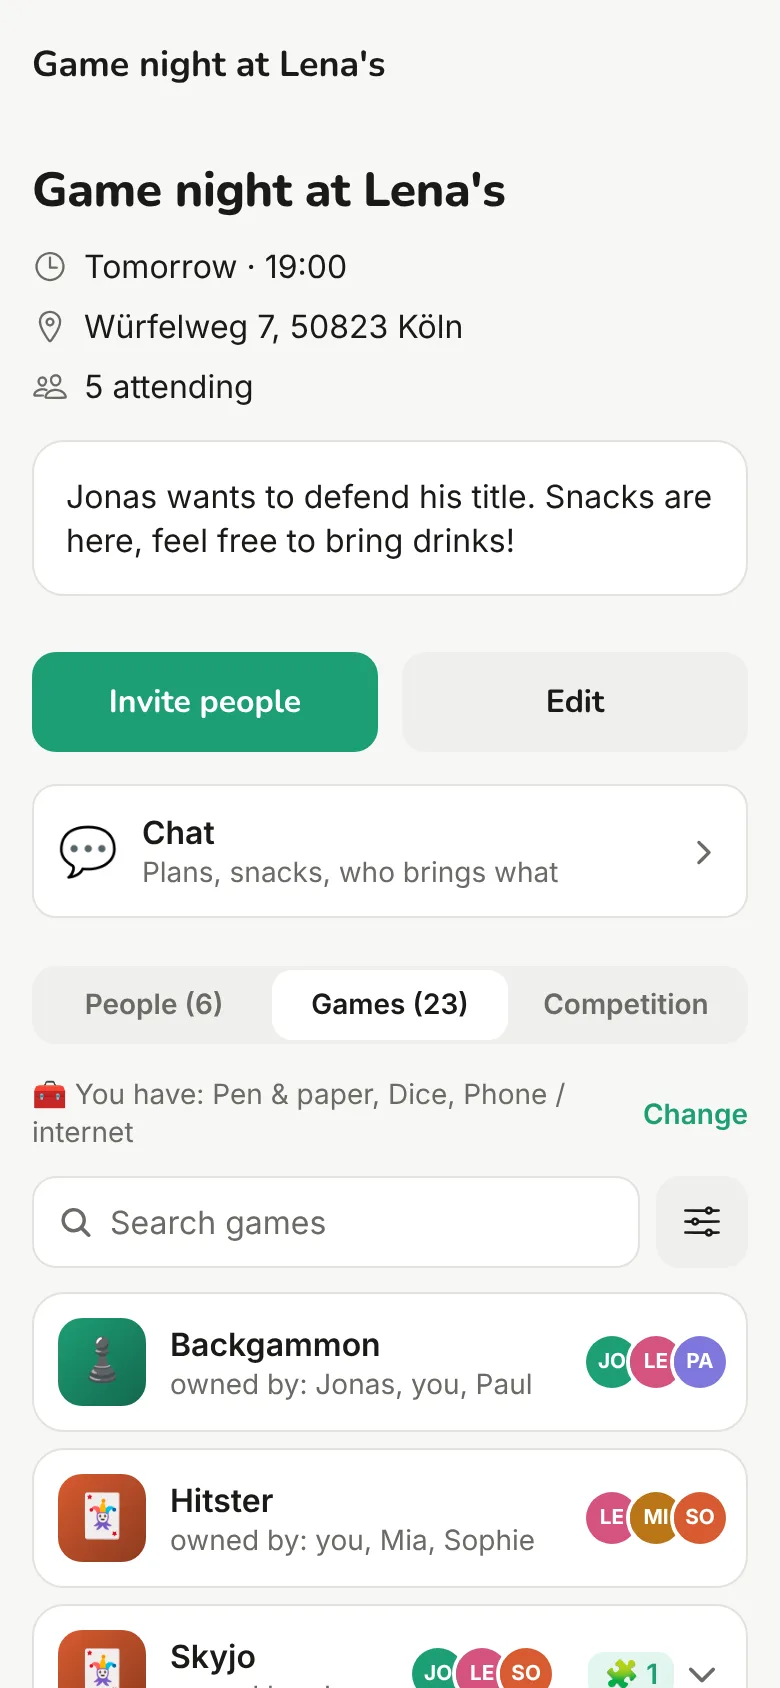 Game night at Lena's
Game night at Lena's
Tomorrow · 19:00
Würfelweg 7, 50823 Köln
5 attending
Jonas wants to defend his title. Snacks are
here, feel free to bring drinks!
Invite people
Edit
Chat
Plans, snacks, who brings what
People (6)
Games (23)
Competition
You have: Pen & paper, Dice, Phone /
internet
Change
Search games
Backgammon
owned by: Jonas, you, Paul
JO
LE
PA
Hitster
owned by: you, Mia, Sophie
LE
MI
SO
Skyjo
JO
LE
SO
1